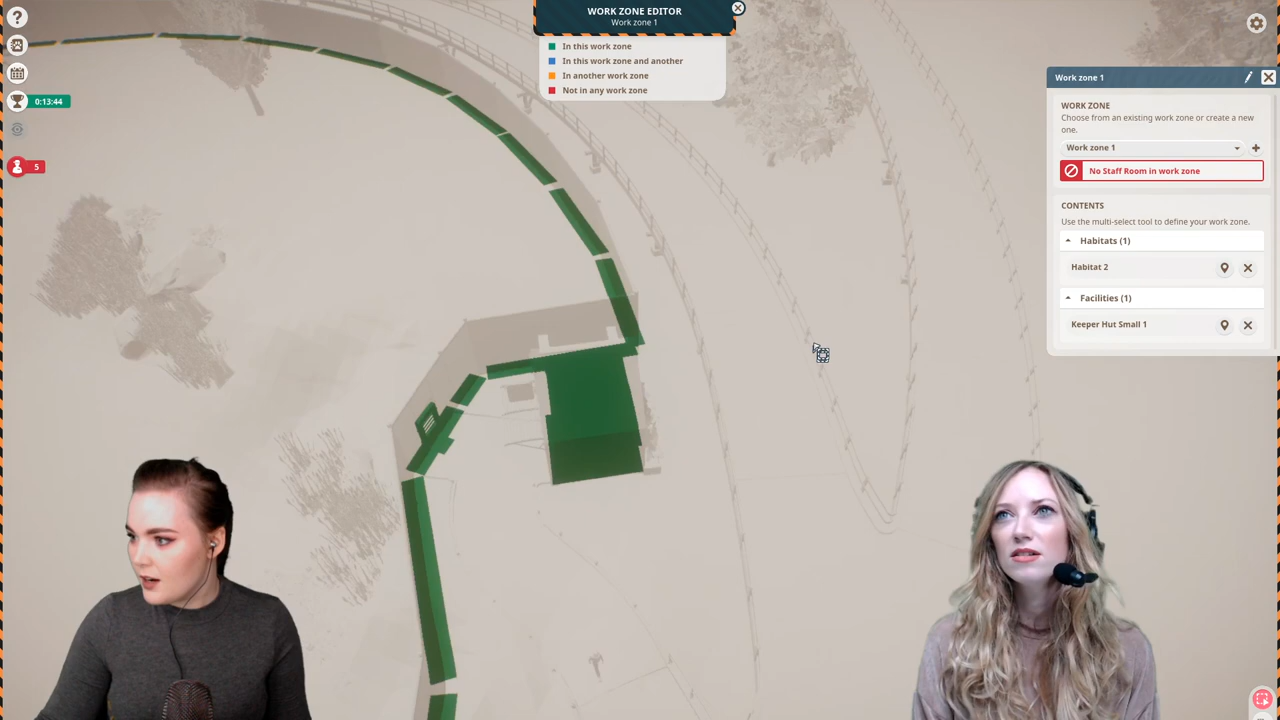 WORK ZONE EDITOR
Work zone 1
In this work zone
In this work zone and another
In another work zone
Not in any work zone
?
0:13:44
5
Work zone 1
WORK ZONE
Choose from an existing work zone or create a new
one.
Work zone 1
No Staff Room in work zone
CONTENTS
Use the multi-select tool to define your work zone.
Habitats (1)
Habitat 2
Facilities (1)
Keeper Hut Small 1